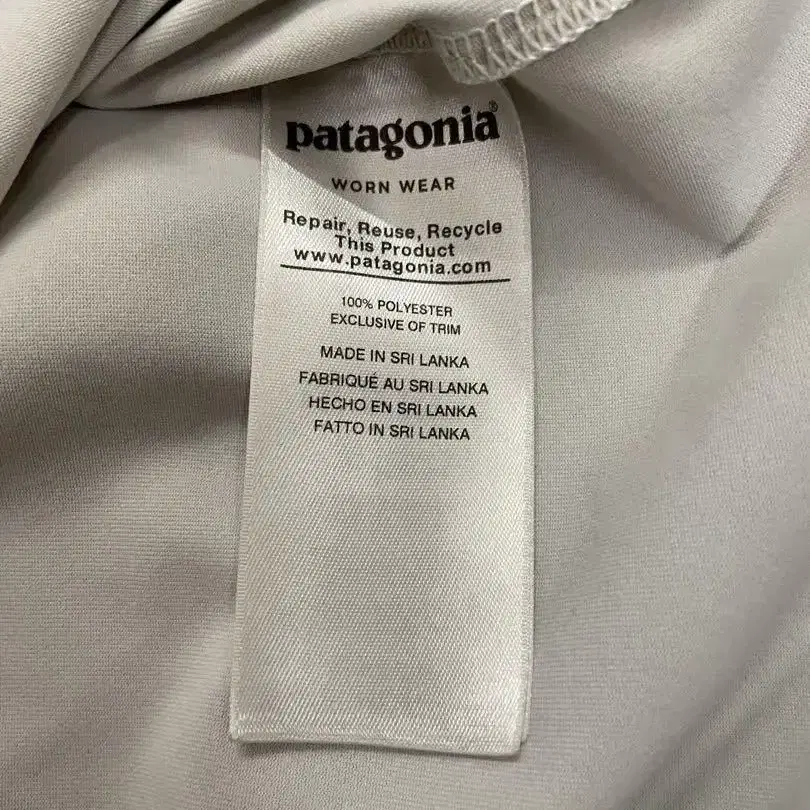 patagonia®
WORN WEAR
Repair, Reuse, Recycle
This Product
www.patagonia.com
100% POLYESTER
EXCLUSIVE OF TRIM
MADE IN SRI LANKA
FABRIQUÉ AU SRI LANKA
HECHO EN SRI LANKA
FATTO IN SRI LANKA